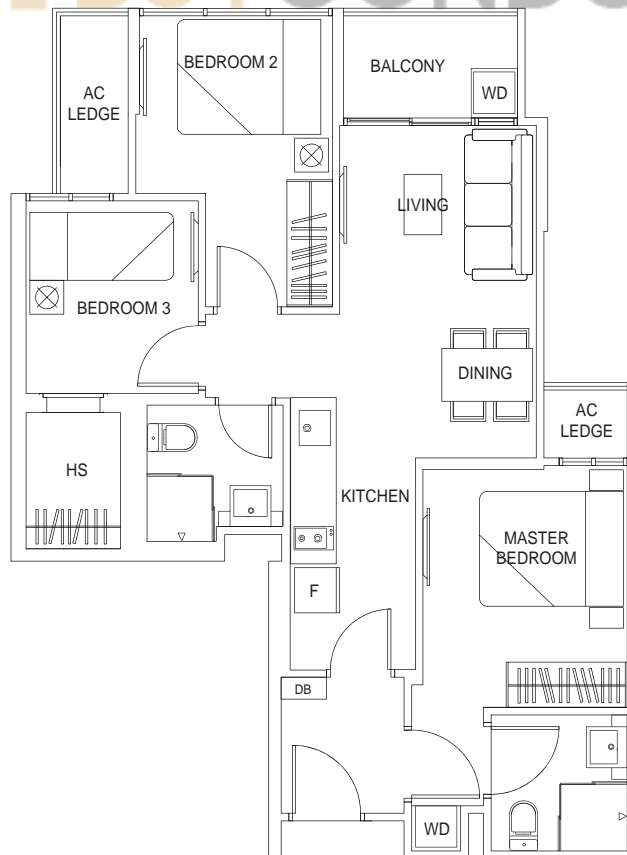 BEDROOM 2
BALCONY
AC
LEDGE
WD
LIVING
BEDROOM 3
DINING
AC
LEDGE
HS
KITCHEN
MASTER
BEDROOM
F
DB
WD